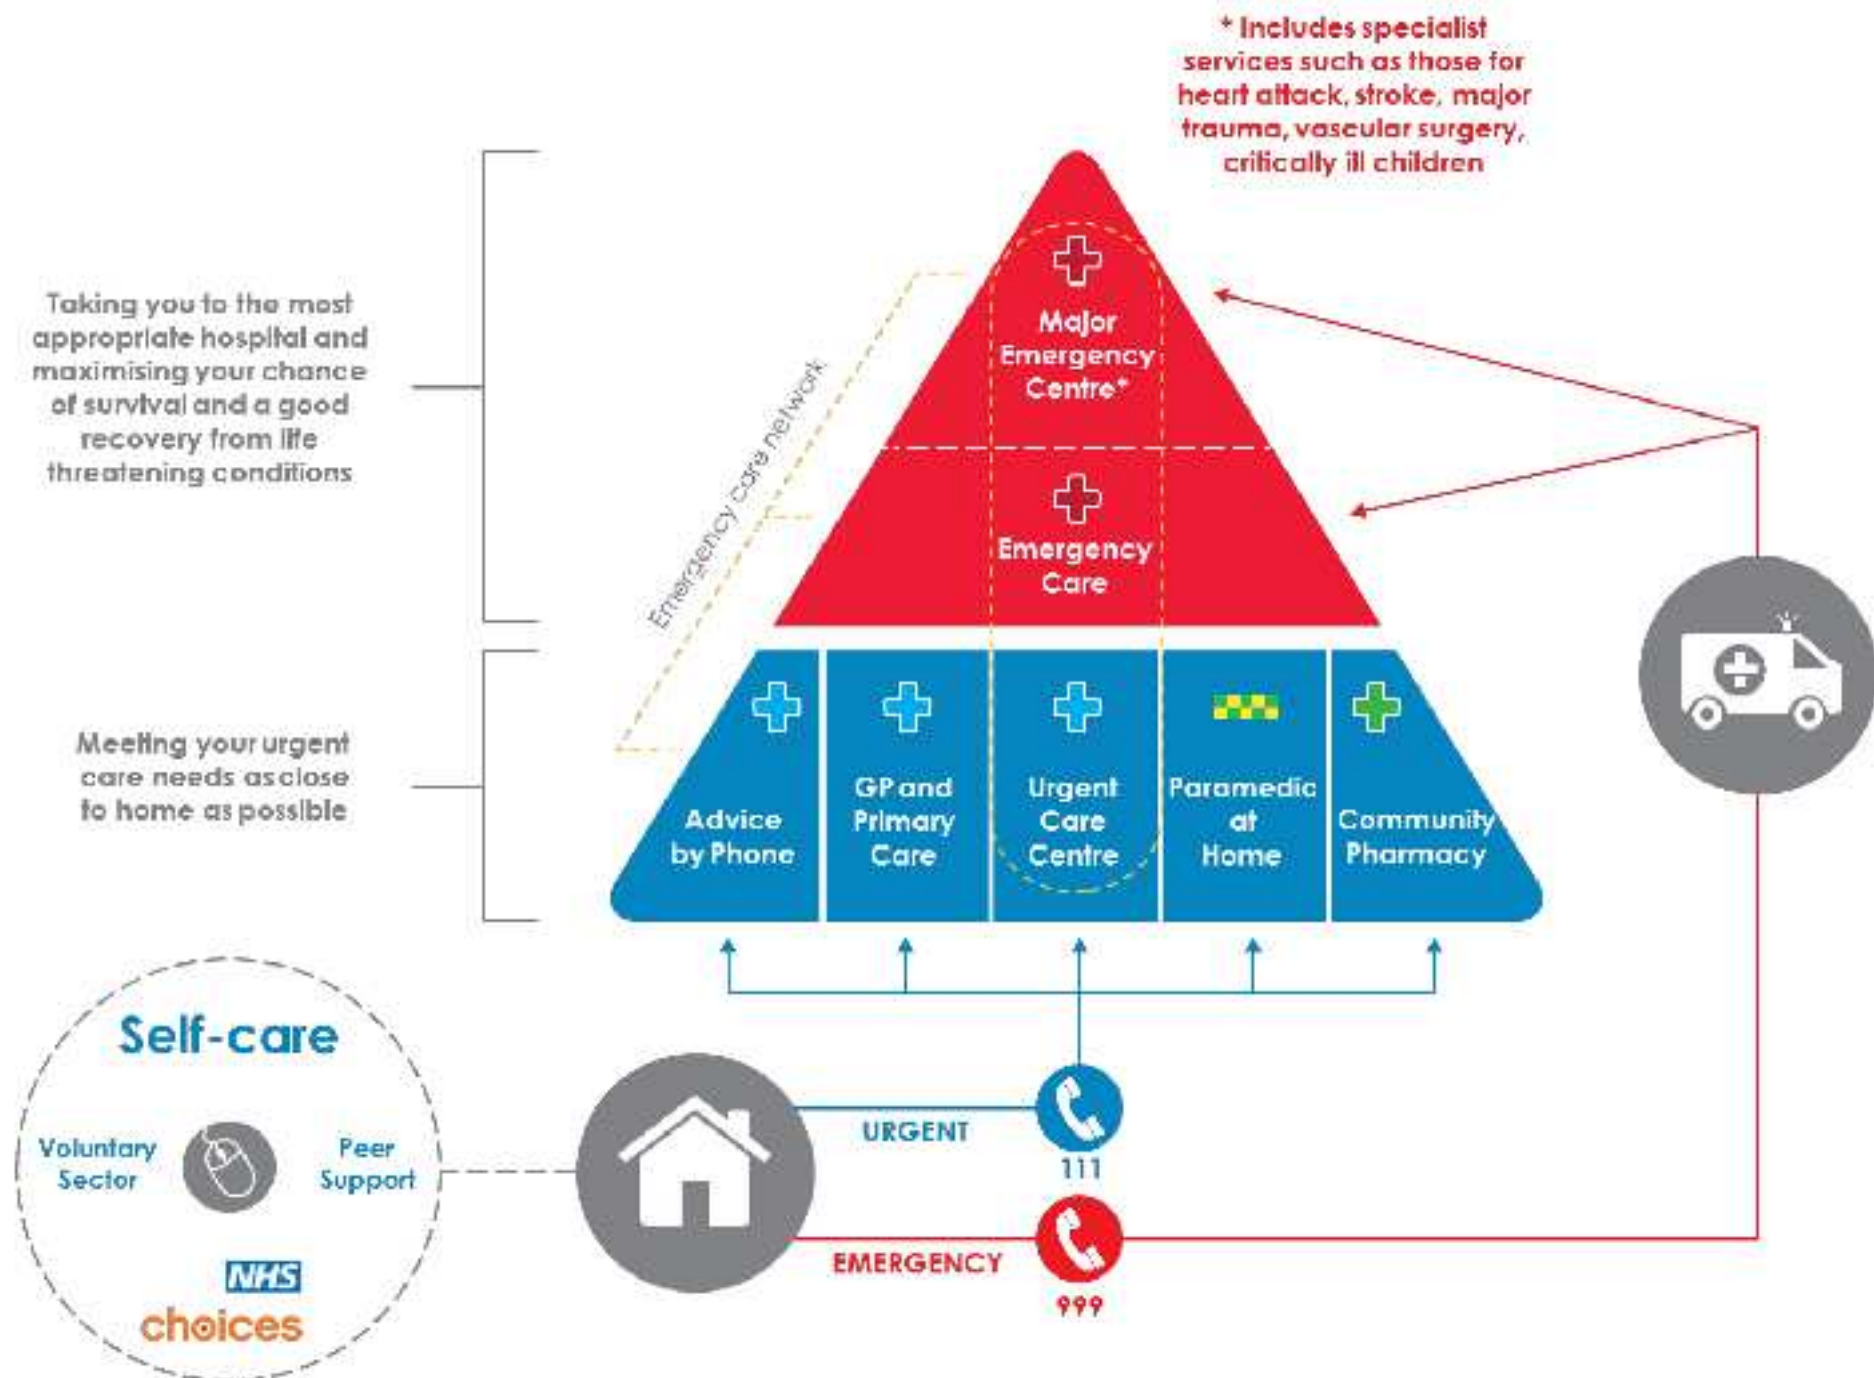 * Includes specialist
services such as those for
heart attack, stroke, major
trauma, vascular surgery,
critically ill children
Taking you to the most
appropriate hospital and
maximising your chance
of survival and a good
recovery from life
threatening conditions
Emergency care network
Major
Emergency
Centre*
Emergency
Care
Meeting your urgent
care needs as close
to home as possible
Advice
by Phone
GP and
Primary
Care
Urgent
Care
Centre
Paramedic
at
Home
Community
Pharmacy
Self-care
Voluntary
Sector
Peer
Support
NHS
choices
URGENT
111
EMERGENCY
999